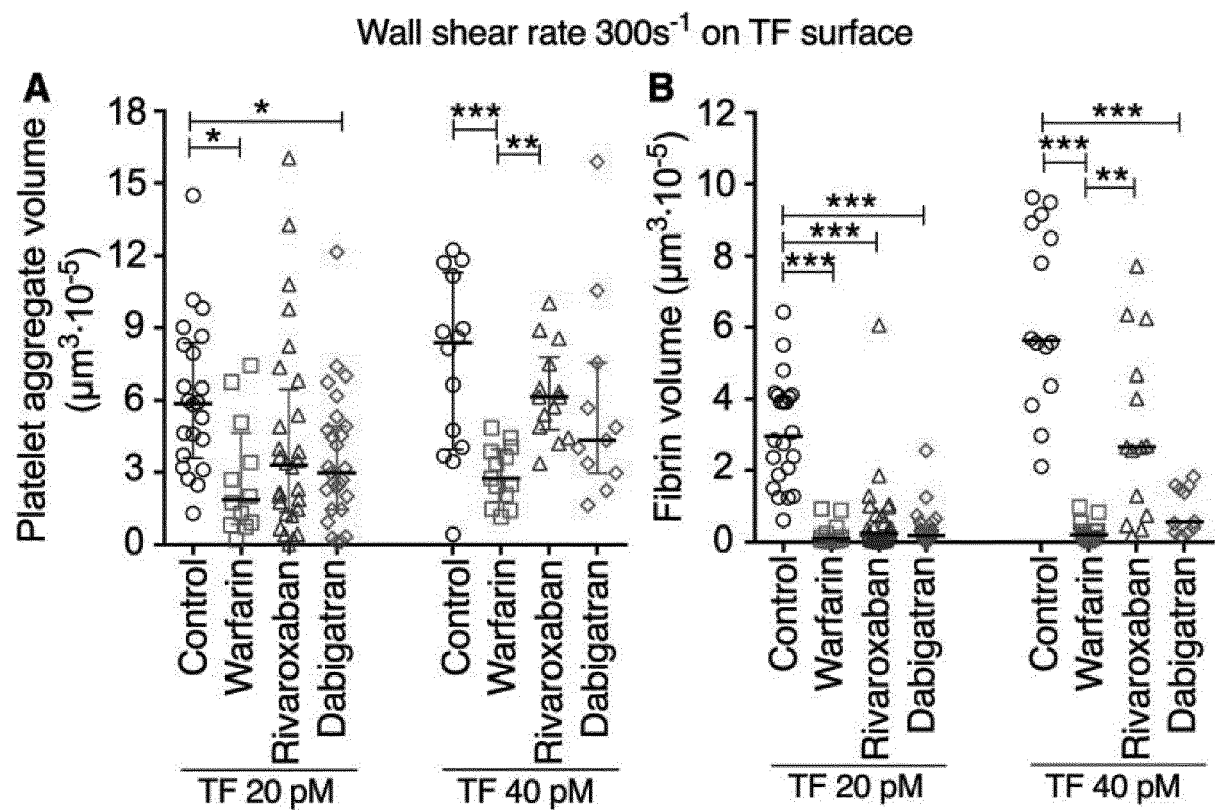 Wall shear rate 300s⁻¹ on TF surface
A
Platelet aggregate volume
(µm³·10⁻⁵)
18
15
12
9
6
3
0
*
*
***
**
Control
Warfarin
Rivaroxaban
Dabigatran
Control
Warfarin
Rivaroxaban
Dabigatran
TF 20 pM
TF 40 pM
B
Fibrin volume (µm³·10⁻⁵)
12
10
8
6
4
2
0
***
***
***
***
***
**
Control
Warfarin
Rivaroxaban
Dabigatran
Control
Warfarin
Rivaroxaban
Dabigatran
TF 20 pM
TF 40 pM